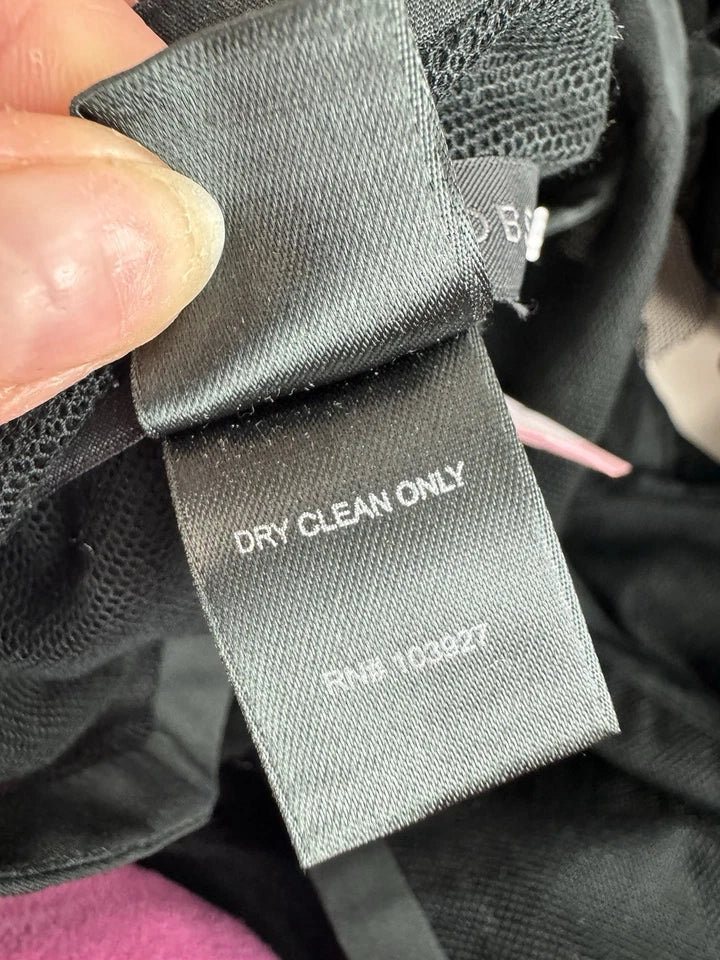 DRY CLEAN ONLY
RN# 103927